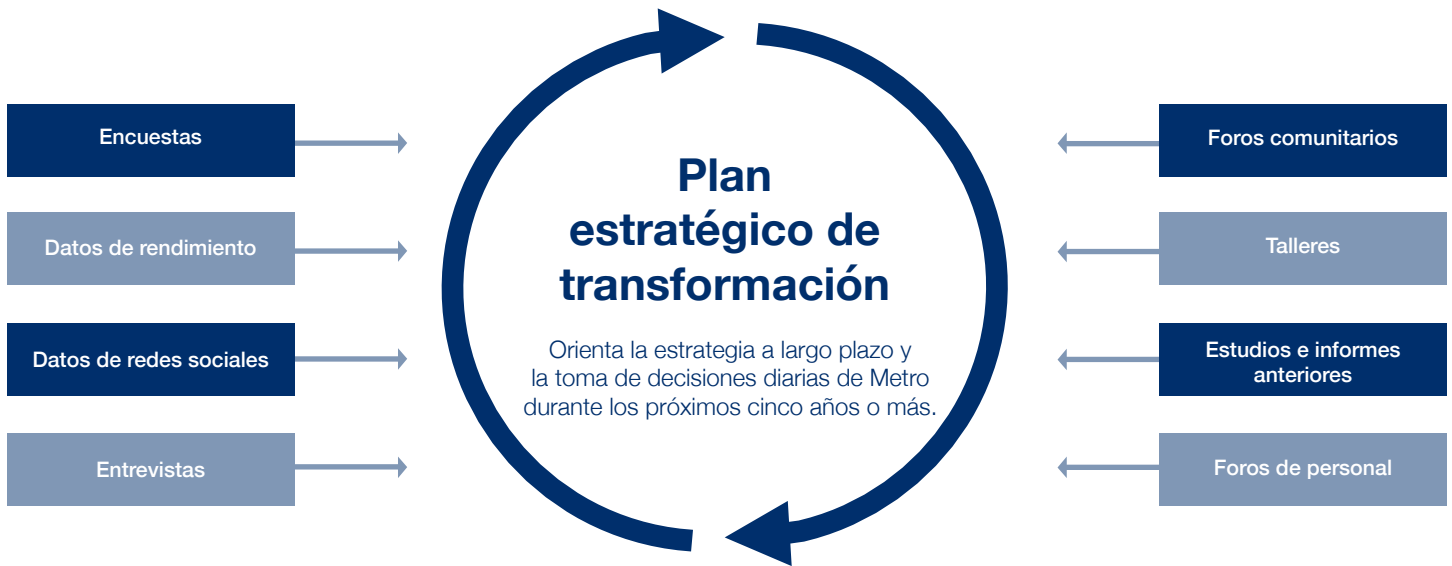 Encuestas
Datos de rendimiento
Datos de redes sociales
Entrevistas
Plan
estratégico de
transformación
Orienta la estrategia a largo plazo y
la toma de decisiones diarias de Metro
durante los próximos cinco años o más.
Foros comunitarios
Talleres
Estudios e informes
anteriores
Foros de personal